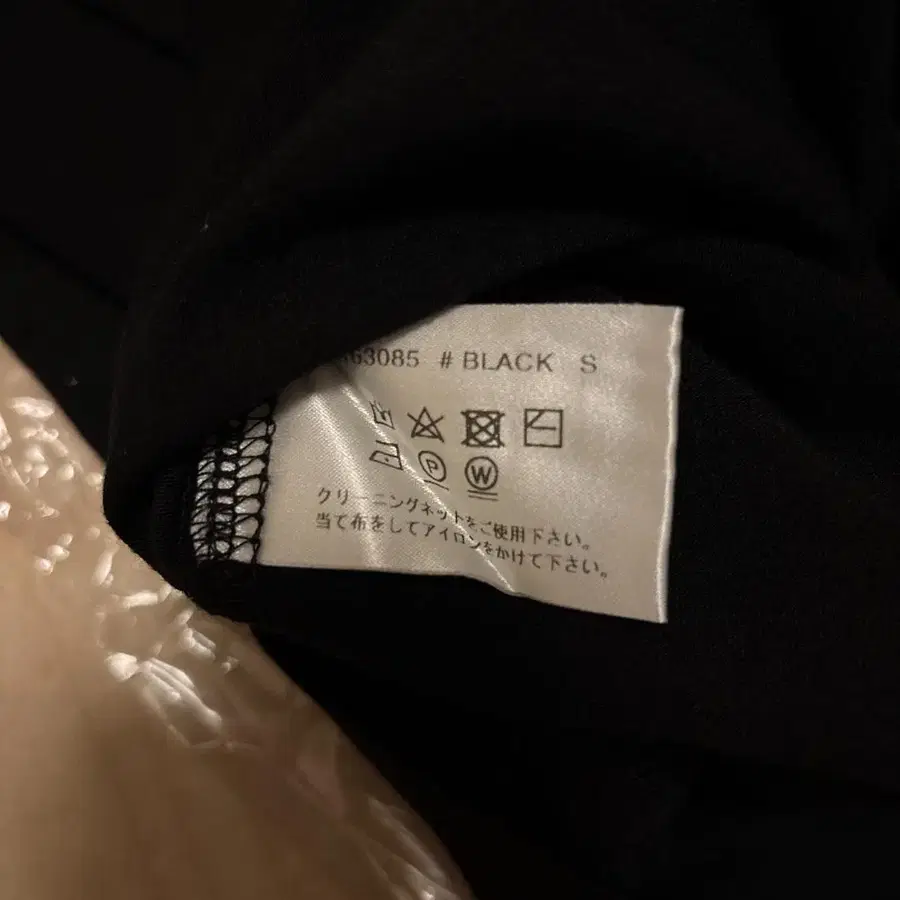 63085 # BLACK S
P W
クリーニングネットをご使用下さい。
当て布をしてアイロンをかけて下さい。